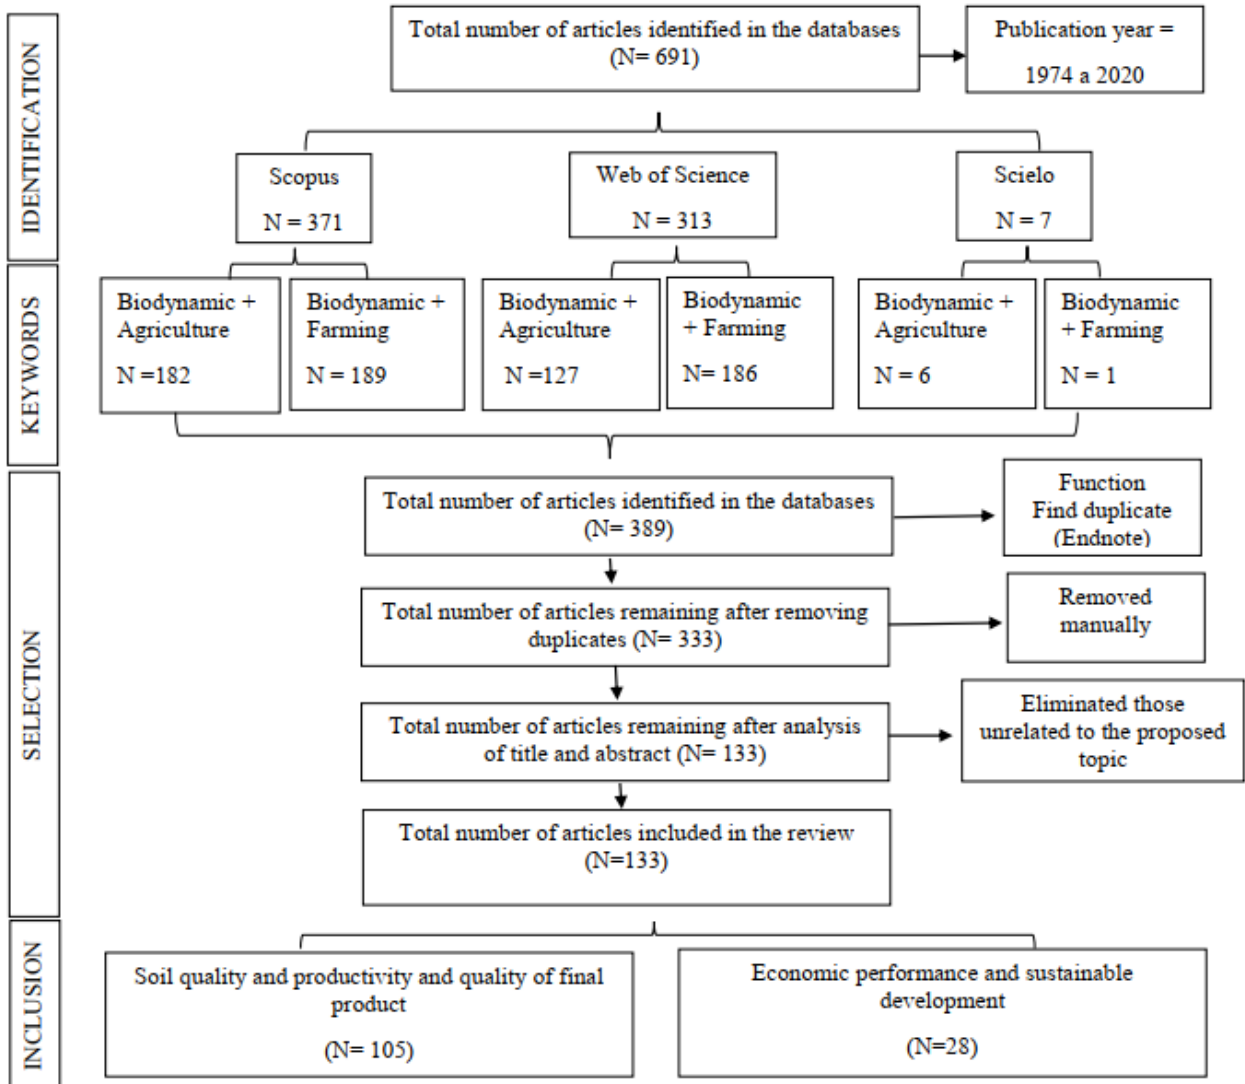 IDENTIFICATION
Total number of articles identified in the databases
(N= 691)
Publication year =
1974 a 2020
Scopus
N = 371
Web of Science
N = 313
Scielo
N = 7
KEYWORDS
Biodynamic +
Agriculture
N =182
Biodynamic +
Farming
N = 189
Biodynamic +
Agriculture
N =127
Biodynamic
+ Farming
N= 186
Biodynamic +
Agriculture
N = 6
Biodynamic
+ Farming
N = 1
SELECTION
Total number of articles identified in the databases
(N= 389)
Function
Find duplicate
(Endnote)
Total number of articles remaining after removing
duplicates (N= 333)
Removed
manually
Total number of articles remaining after analysis
of title and abstract (N= 133)
Eliminated those
unrelated to the proposed
topic
Total number of articles included in the review
(N=133)
INCLUSION
Soil quality and productivity and quality of final
product
(N= 105)
Economic performance and sustainable
development
(N=28)